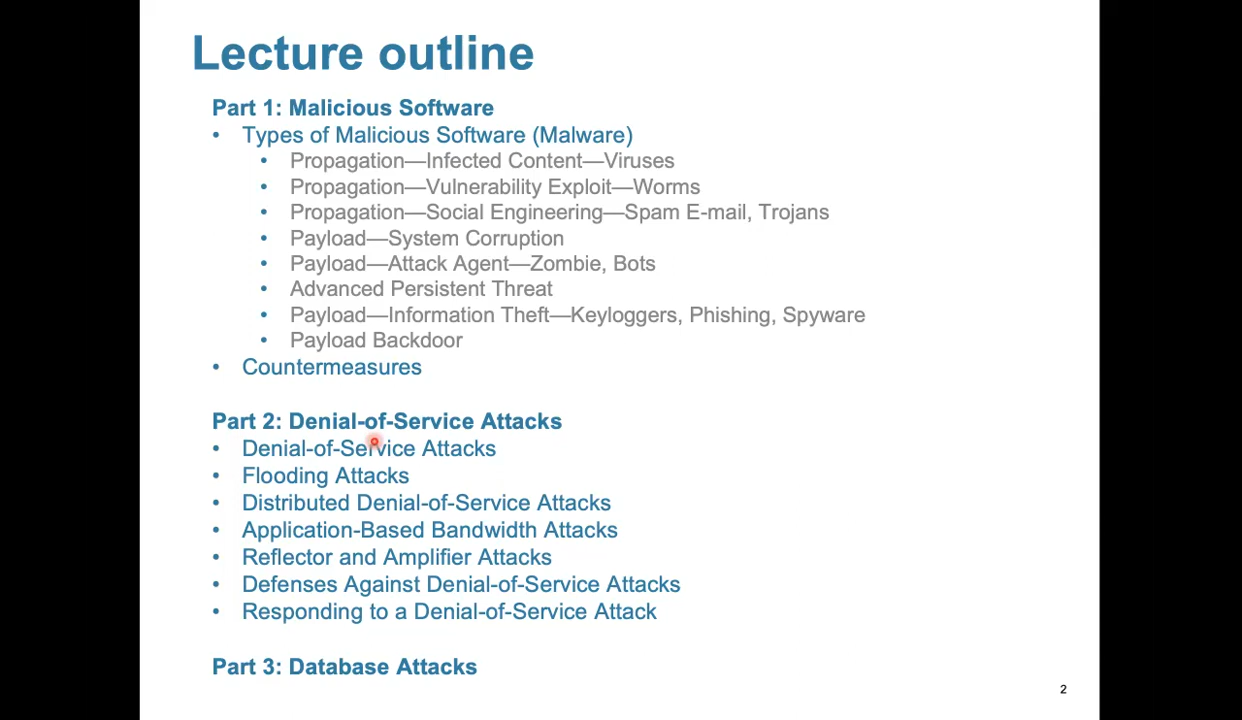 Lecture outline
Part 1: Malicious Software
• Types of Malicious Software (Malware)
• Propagation—Infected Content—Viruses
• Propagation—Vulnerability Exploit—Worms
• Propagation—Social Engineering—Spam E-mail, Trojans
• Payload—System Corruption
• Payload—Attack Agent—Zombie, Bots
• Advanced Persistent Threat
• Payload—Information Theft—Keyloggers, Phishing, Spyware
• Payload Backdoor
• Countermeasures
Part 2: Denial-of-Service Attacks
• Denial-of-Service Attacks
• Flooding Attacks
• Distributed Denial-of-Service Attacks
• Application-Based Bandwidth Attacks
• Reflector and Amplifier Attacks
• Defenses Against Denial-of-Service Attacks
• Responding to a Denial-of-Service Attack
Part 3: Database Attacks
2